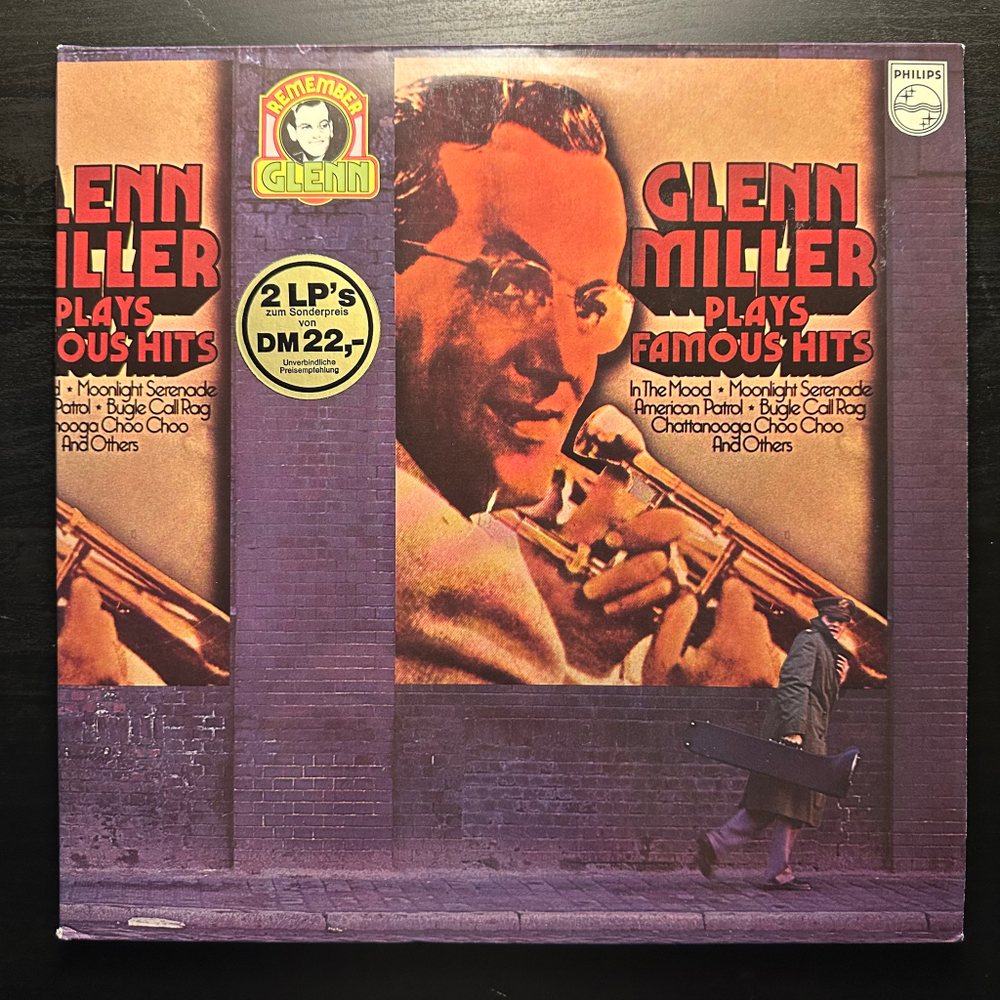 REMEMBER
GLENN
PHILIPS
LENN
ILLER
PLAYS
OUS HITS
d ★ Moonlight Serenade
Patrol ★ Bugle Call Rag
nooga Choo Choo
And Others
2 LP's
zum Sonderpreis
von
DM 22,-
Unverbindliche
Preisempfehlung
GLENN
MILLER
PLAYS
FAMOUS HITS
In The Mood ★ Moonlight Serenade
American Patrol ★ Bugle Call Rag
Chattanooga Choo Choo
And Others